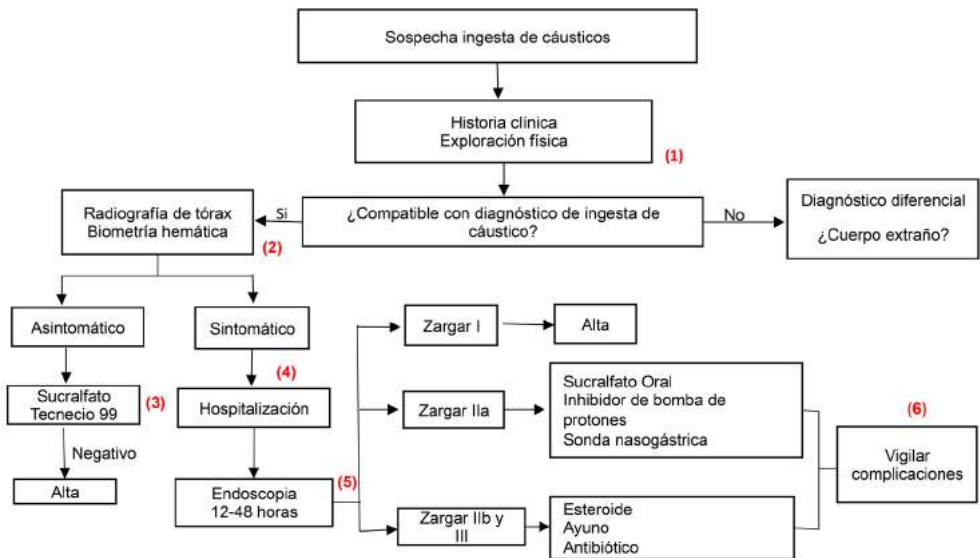 Sospecha ingesta de cáusticos
Historia clínica
Exploración física
(1)
¿Compatible con diagnóstico de ingesta de
cáustico?
Si
No
Radiografía de tórax
Biometría hemática
(2)
Diagnóstico diferencial
¿Cuerpo extraño?
Asintomático
Sintomático
Sucralfato
Tecnecio 99
(3)
Negativo
Alta
(4)
Hospitalización
Endoscopia
12-48 horas
(5)
Zargar I
Alta
Zargar IIa
Sucralfato Oral
Inhibidor de bomba de
protones
Sonda nasogástrica
Zargar IIb y
III
Esteroide
Ayuno
Antibiótico
(6)
Vigilar
complicaciones